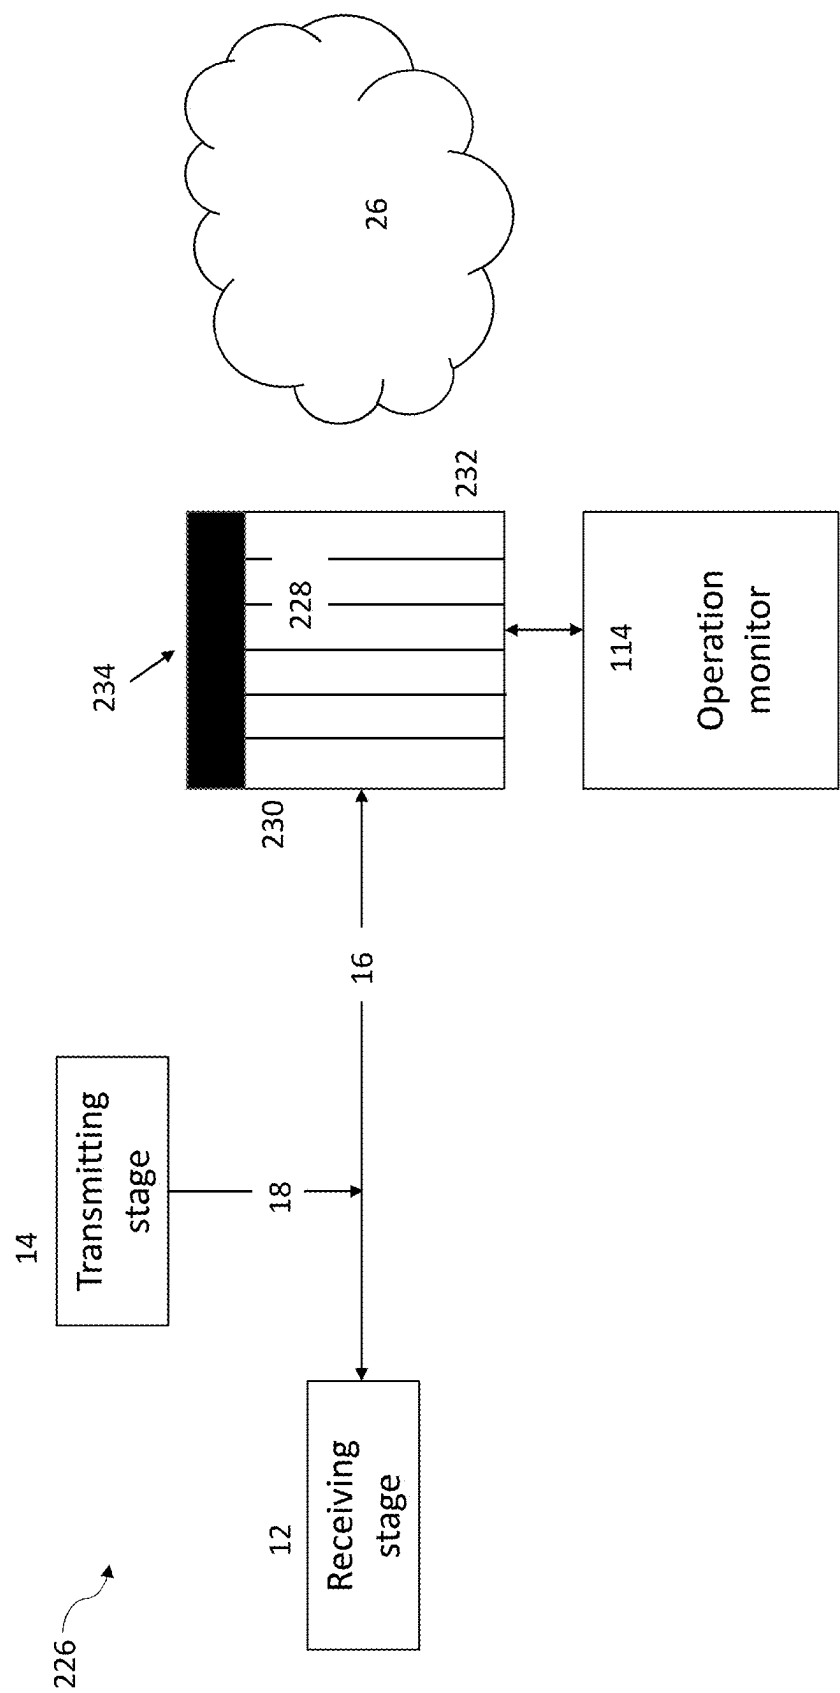 226
14
Transmitting
stage
18
12
Receiving
stage
16
234
230
228
232
114
Operation
monitor
26